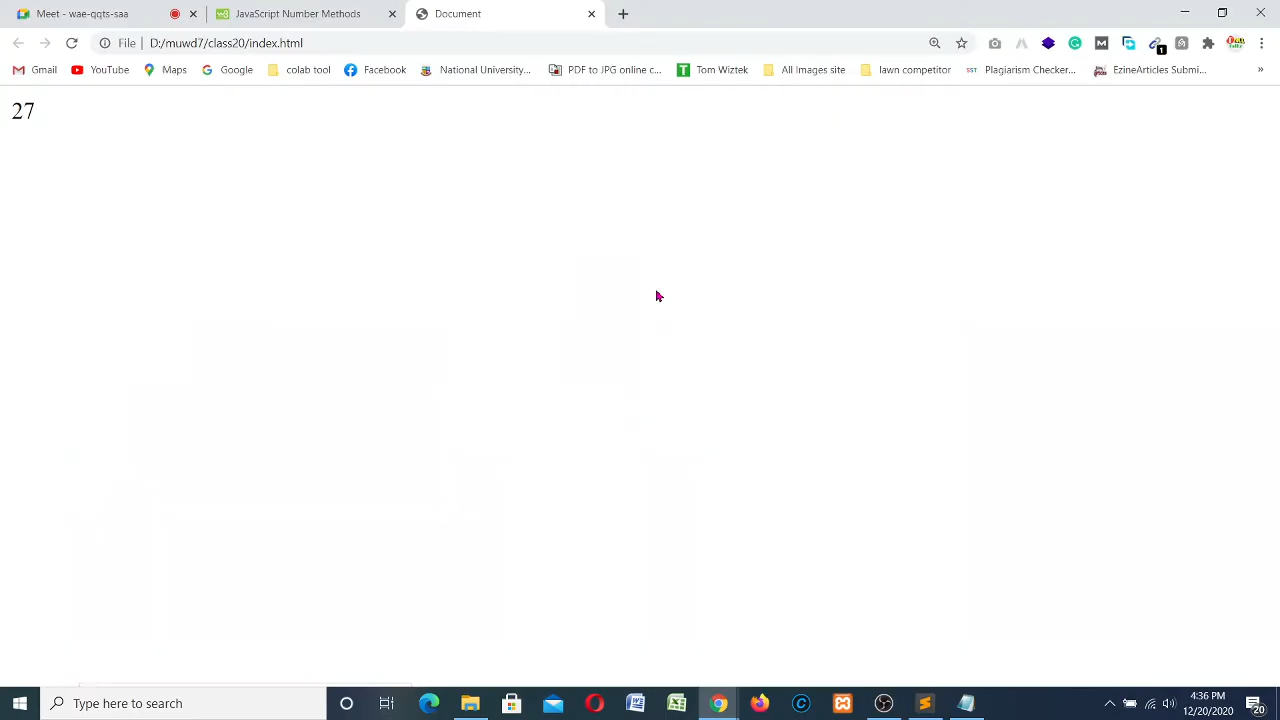 Meet - wae-qqts-saa
JavaScript Number Methods
Document
File D:/muwd7/class20/index.html
Gmail
YouTube
Maps
Google
colab tool
Facebook
National University...
PDF to JPG online c...
Tom Wiztek
All Images site
lawn competitor
SST Plagiarism Checker...
EzineArticles Submi...
»
27
Type here to search
4:36 PM
12/20/2020
20